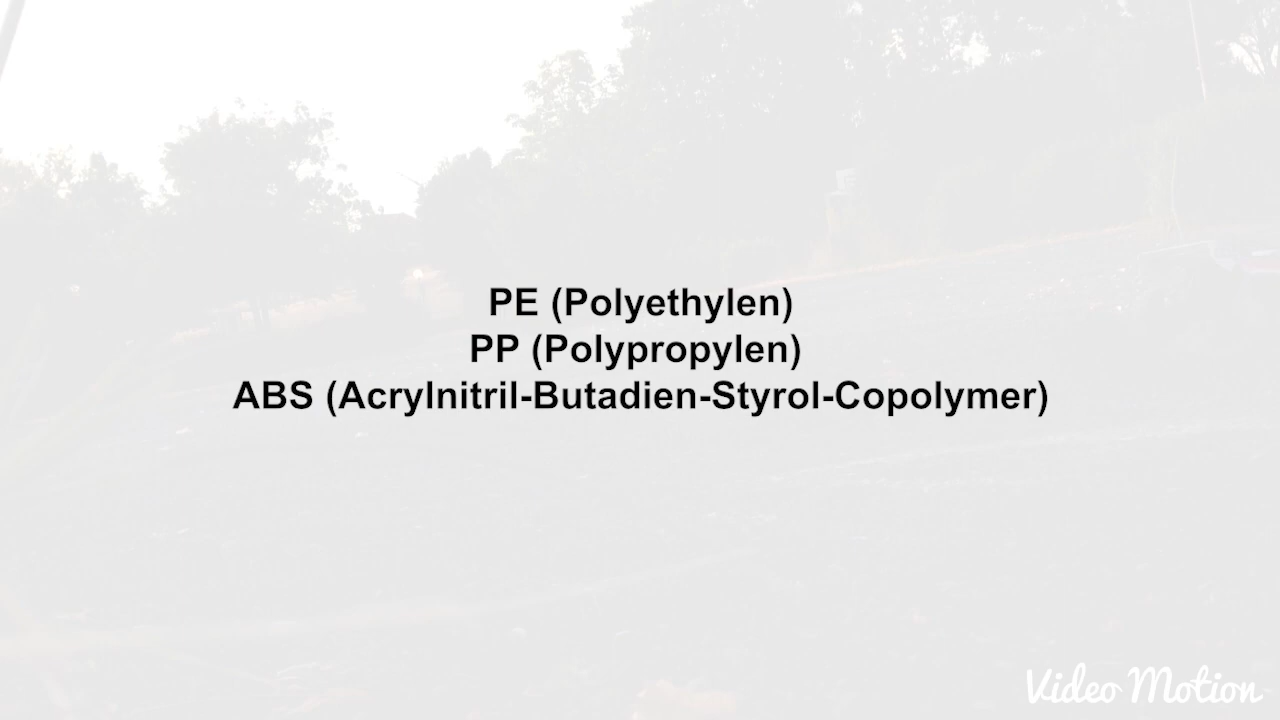 PE (Polyethylen)
PP (Polypropylen)
ABS (Acrylnitril-Butadien-Styrol-Copolymer)
Video Motion